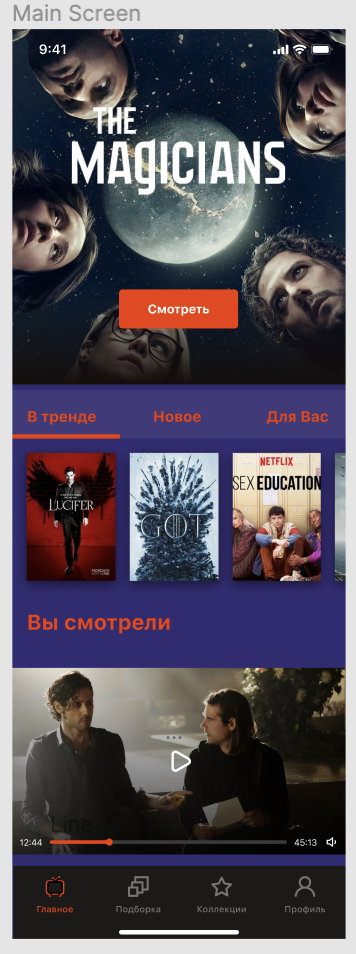 Main Screen
9:41
THE
MAGICIANS
Смотреть
В тренде
Новое
Для Вас
LUCIFER
GOT
NETFLIX
SEX EDUCATION
Вы смотрели
Line
12:44
45:13
Главное
Подборка
Коллекции
Профиль